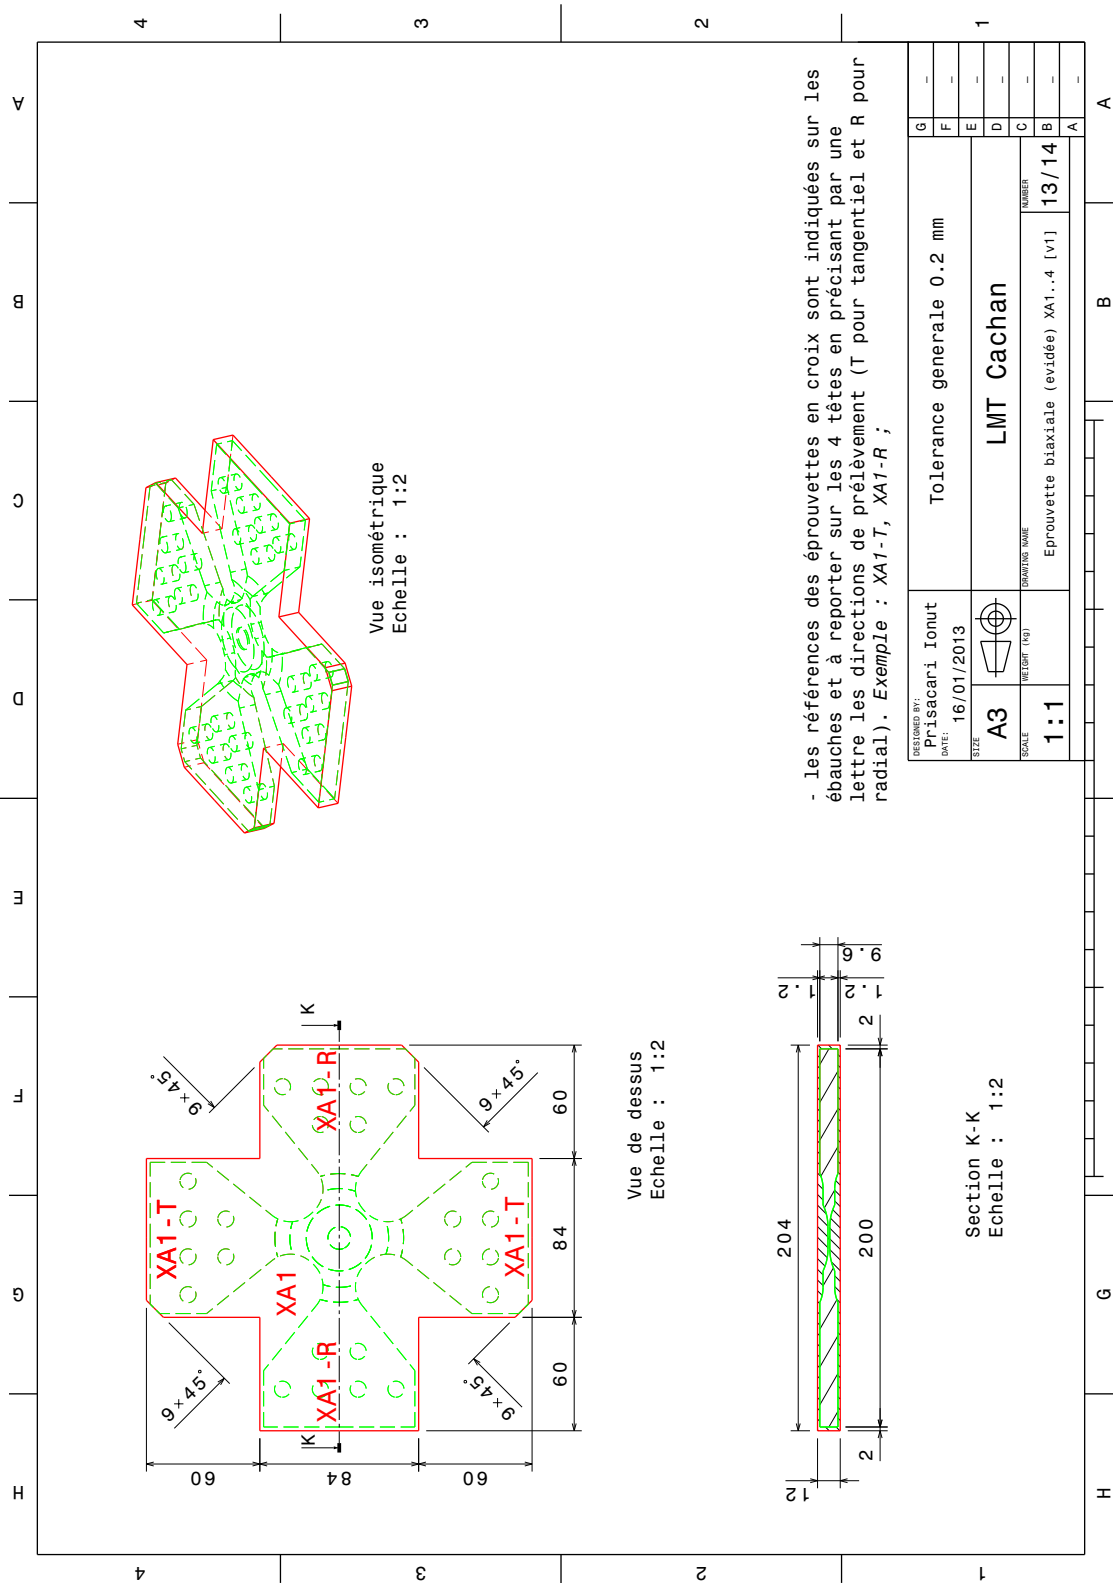 4
3
2
1
A
B
C
D
E
F
G
H
Vue isométrique
Echelle : 1:2
XA1-T
XA1-R
XA1
XA1-R
XA1-T
K
K
9×45°
9×45°
9×45°
9×45°
60
84
60
60
84
60
Vue de dessus
Echelle : 1:2
204
200
2
2
12
1.2
1.2
9.6
Section K-K
Echelle : 1:2
- les références des éprouvettes en croix sont indiquées sur les
ébauches et à reporter sur les 4 têtes en précisant par une
lettre les directions de prélèvement (T pour tangentiel et R pour
radial). Exemple : XA1-T, XA1-R ;
DESIGNED BY:
Prisacari Ionut
DATE:
16/01/2013
SIZE
A3
SCALE
1:1
WEIGHT (kg)
Tolerance generale 0.2 mm
LMT Cachan
DRAWING NAME
Eprouvette biaxiale (evidée) XA1..4 [v1]
NUMBER
13/14
G -
F -
E -
D -
C -
B -
A -
4
3
2
1
A
B
G
H